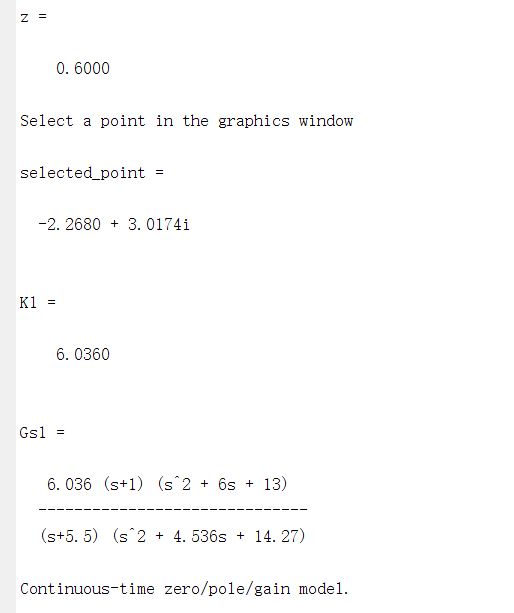 z =
0.6000
Select a point in the graphics window
selected_point =
-2.2680 + 3.0174i
K1 =
6.0360
Gs1 =
6.036 (s+1) (s^2 + 6s + 13)
------------------------------
(s+5.5) (s^2 + 4.536s + 14.27)
Continuous-time zero/pole/gain model.